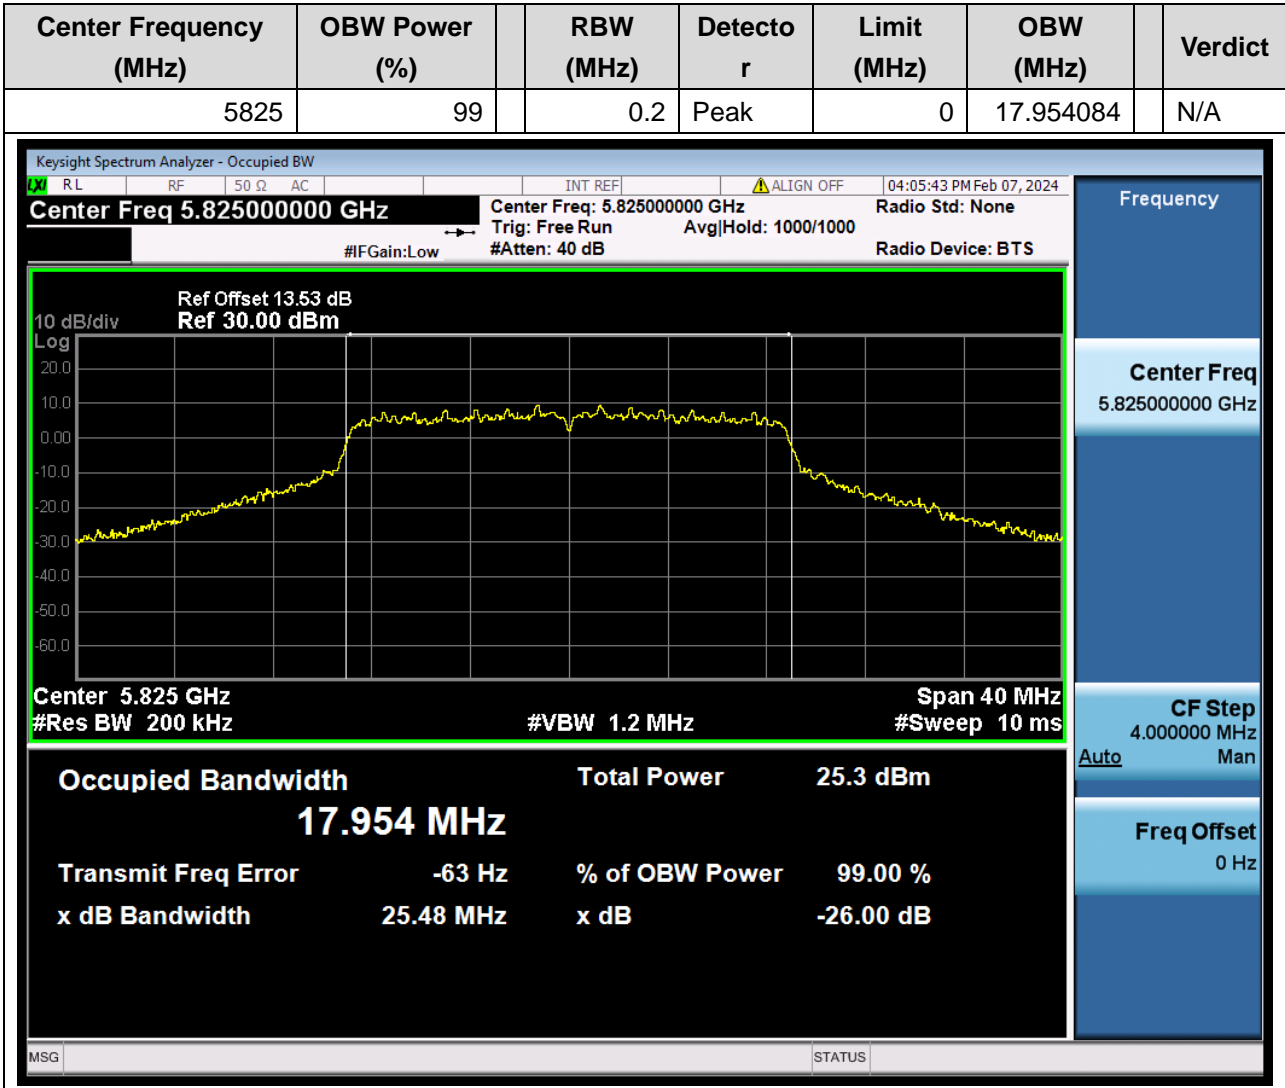 Center Frequency (MHz) OBW Power (%) RBW (MHz) Detecto r Limit (MHz) OBW (MHz) Verdict
5825 99 0.2 Peak 0 17.954084 N/A
Keysight Spectrum Analyzer - Occupied BW
LXI RL RF 50 Ω AC INT REF ALIGN OFF 04:05:43 PM Feb 07, 2024
Center Freq 5.825000000 GHz
Center Freq: 5.825000000 GHz
Radio Std: None
Trig: Free Run Avg|Hold: 1000/1000
#IFGain:Low #Atten: 40 dB Radio Device: BTS
Ref Offset 13.53 dB
10 dB/div Ref 30.00 dBm
Log
20.0
10.0
0.00
-10.0
-20.0
-30.0
-40.0
-50.0
-60.0
Center 5.825 GHz Span 40 MHz
#Res BW 200 kHz #VBW 1.2 MHz #Sweep 10 ms
Occupied Bandwidth Total Power 25.3 dBm
17.954 MHz
Transmit Freq Error -63 Hz % of OBW Power 99.00 %
x dB Bandwidth 25.48 MHz x dB -26.00 dB
Frequency
Center Freq
5.825000000 GHz
CF Step
4.000000 MHz
Auto Man
Freq Offset
0 Hz
MSG STATUS